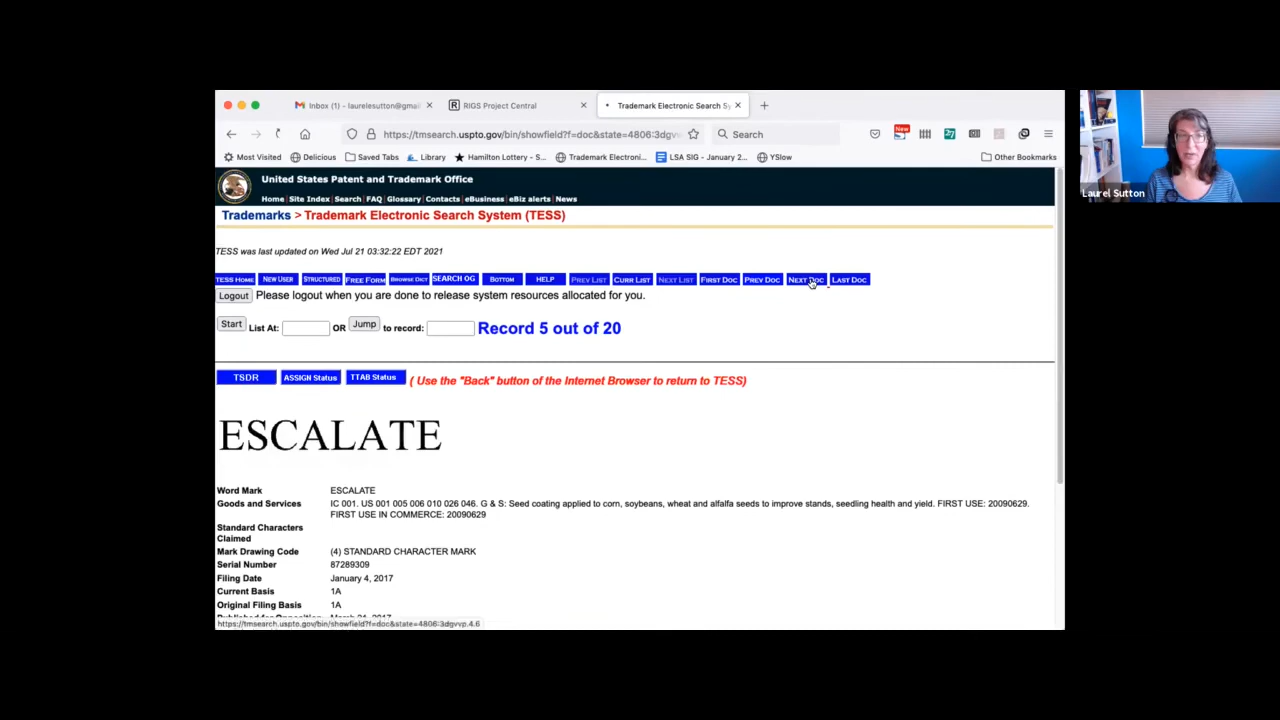 Inbox (1) - laurelesutton@gmai
RIGS Project Central
Trademark Electronic Search Sy
https://tmsearch.uspto.gov/bin/showfield?f=doc&state=4806:3dgvv
Search
New
Most Visited
Delicious
Saved Tabs
Library
Hamilton Lottery - S...
Trademark Electroni...
LSA SIG - January 2...
YSlow
Other Bookmarks
United States Patent and Trademark Office
Home | Site Index | Search | FAQ | Glossary | Contacts | eBusiness | eBiz alerts | News
Trademarks > Trademark Electronic Search System (TESS)
TESS was last updated on Wed Jul 21 03:32:22 EDT 2021
TESS HOME NEW USER STRUCTURED FREE FORM BROWSE DICT SEARCH OG BOTTOM HELP PREV LIST CURR LIST NEXT LIST FIRST DOC PREV DOC NEXT DOC LAST DOC
Logout Please logout when you are done to release system resources allocated for you.
Start List At: OR Jump to record: Record 5 out of 20
TSDR ASSIGN Status TTAB Status ( Use the "Back" button of the Internet Browser to return to TESS)
ESCALATE
Word Mark ESCALATE
Goods and Services IC 001. US 001 005 006 010 026 046. G & S: Seed coating applied to corn, soybeans, wheat and alfalfa seeds to improve stands, seedling health and yield. FIRST USE: 20090629.
FIRST USE IN COMMERCE: 20090629
Standard Characters
Claimed
Mark Drawing Code (4) STANDARD CHARACTER MARK
Serial Number 87289309
Filing Date January 4, 2017
Current Basis 1A
Original Filing Basis 1A
https://tmsearch.uspto.gov/bin/showfield?f=doc&state=4806:3dgvvp.4.6
Laurel Sutton